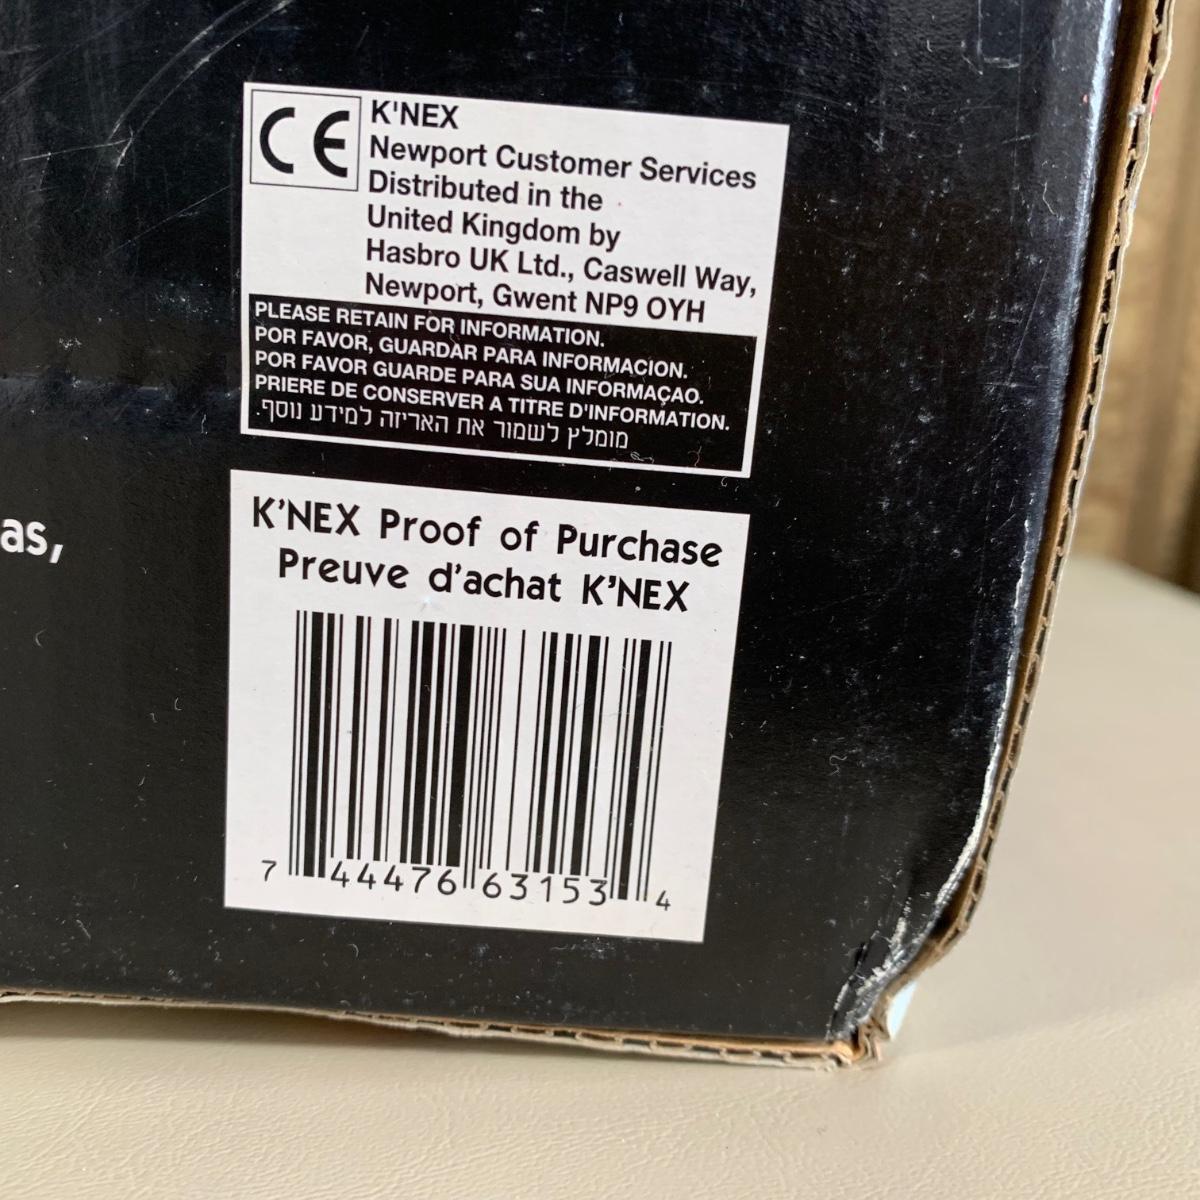 CE
K'NEX
Newport Customer Services
Distributed in the
United Kingdom by
Hasbro UK Ltd., Caswell Way,
Newport, Gwent NP9 OYH
PLEASE RETAIN FOR INFORMATION.
POR FAVOR, GUARDAR PARA INFORMACION.
POR FAVOR GUARDE PARA SUA INFORMAÇAO.
PRIERE DE CONSERVER A TITRE D'INFORMATION.
מומלץ לשמור את האריזה למידע נוסף.
as,
K'NEX Proof of Purchase
Preuve d'achat K'NEX
7 44476 63153 4